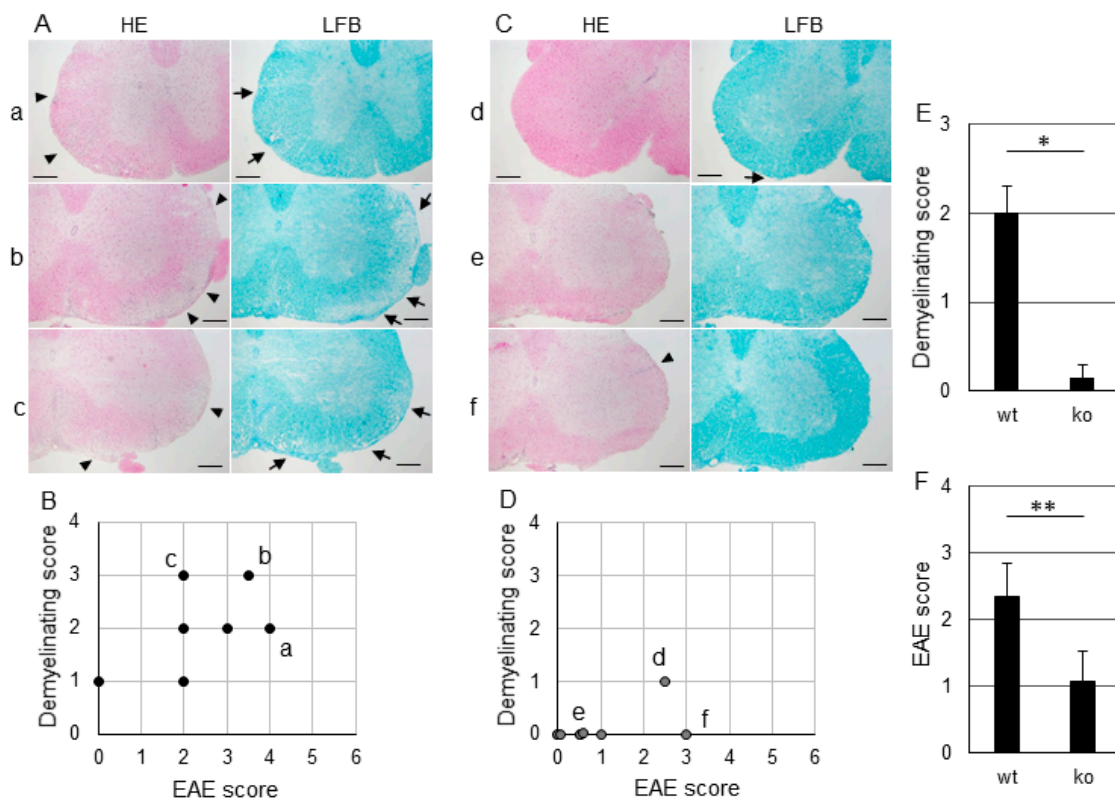 A
HE
LFB
a
b
c
B
Demyelinating score
4
3
2
1
0
c
b
a
0 1 2 3 4 5 6
EAE score
C
HE
LFB
d
e
f
D
Demyelinating score
4
3
2
1
0
d
e
f
0 1 2 3 4 5 6
EAE score
E
Demyelinating score
3
2
1
0
*
wt ko
F
EAE score
4
3
2
1
0
**
wt ko